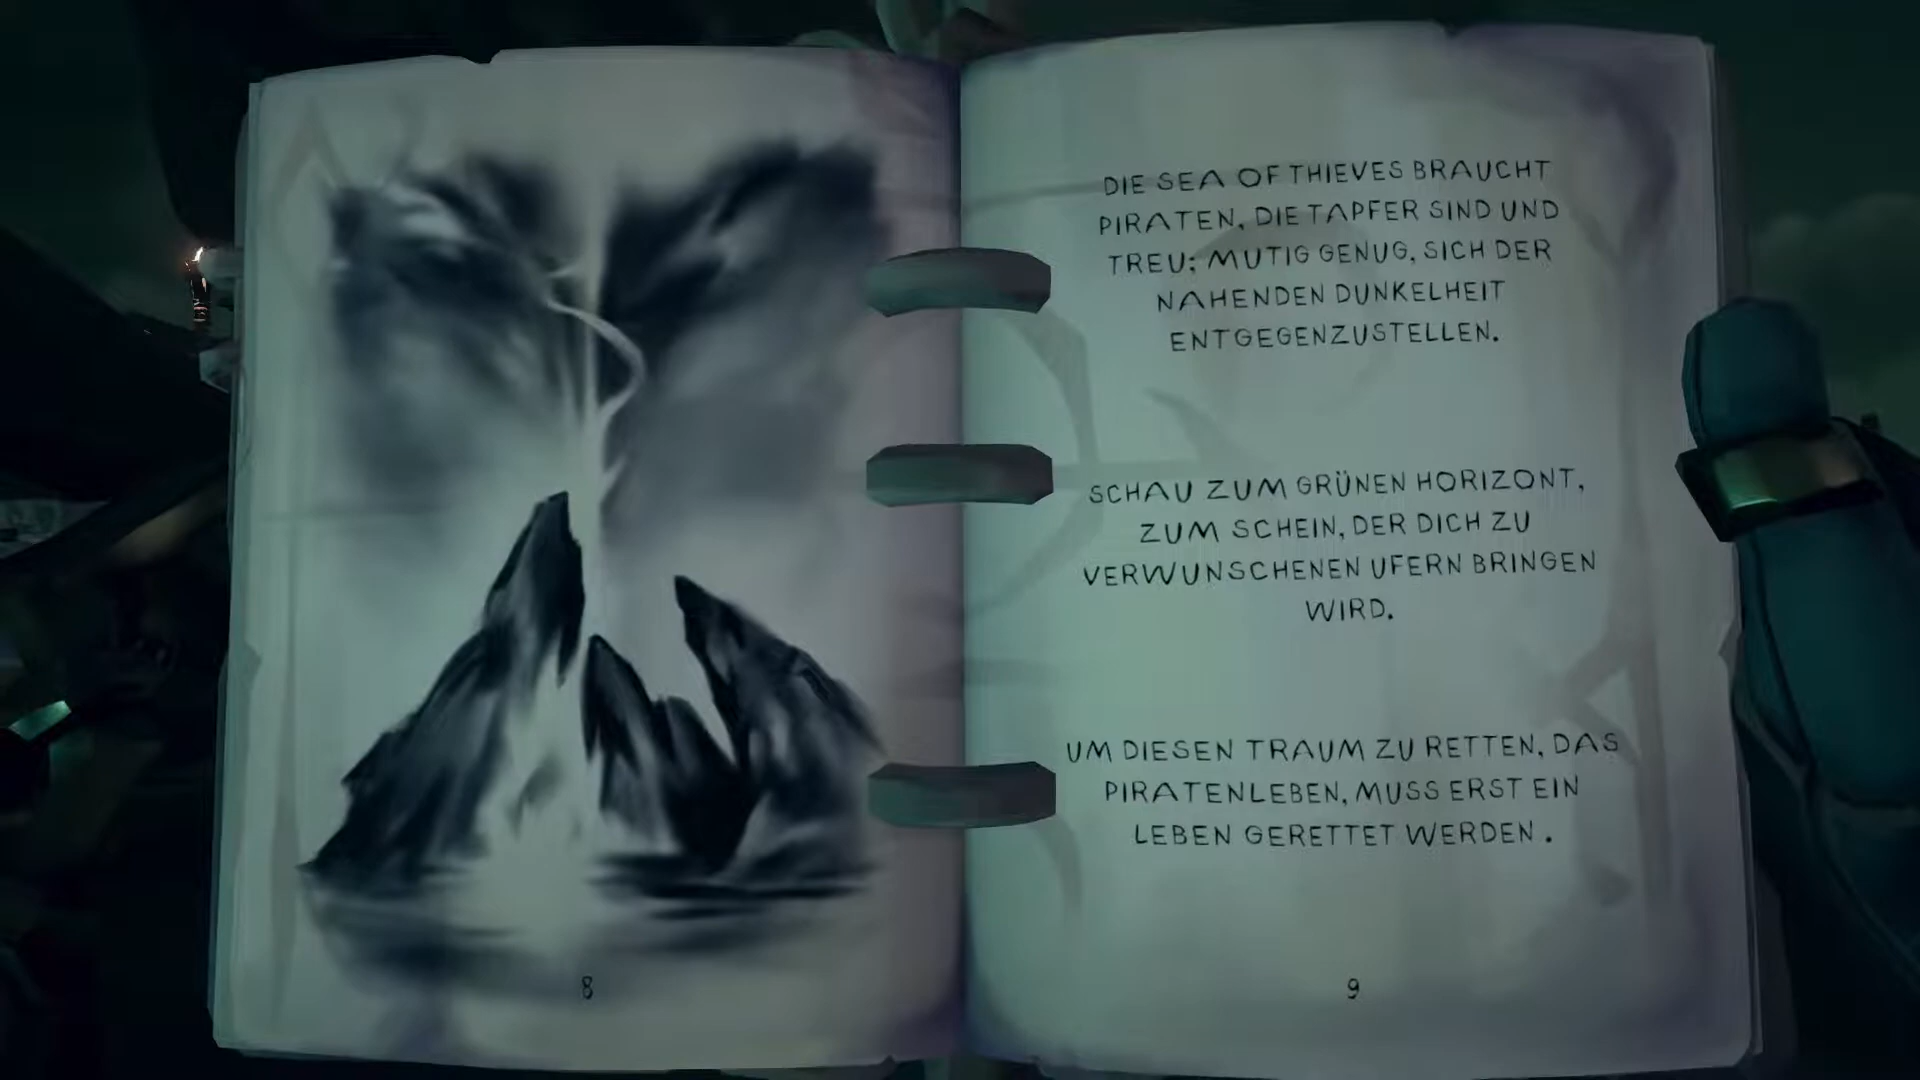 DIE SEA OF THIEVES BRAUCHT
PIRATEN, DIE TAPFER SIND UND
TREU; MUTIG GENUG, SICH DER
NAHENDEN DUNKELHEIT
ENTGEGENZUSTELLEN.
SCHAU ZUM GRÜNEN HORIZONT,
ZUM SCHEIN, DER DICH ZU
VERWUNSCHENEN UFERN BRINGEN
WIRD.
UM DIESEN TRAUM ZU RETTEN, DAS
PIRATENLEBEN, MUSS ERST EIN
LEBEN GERETTET WERDEN .
8
9